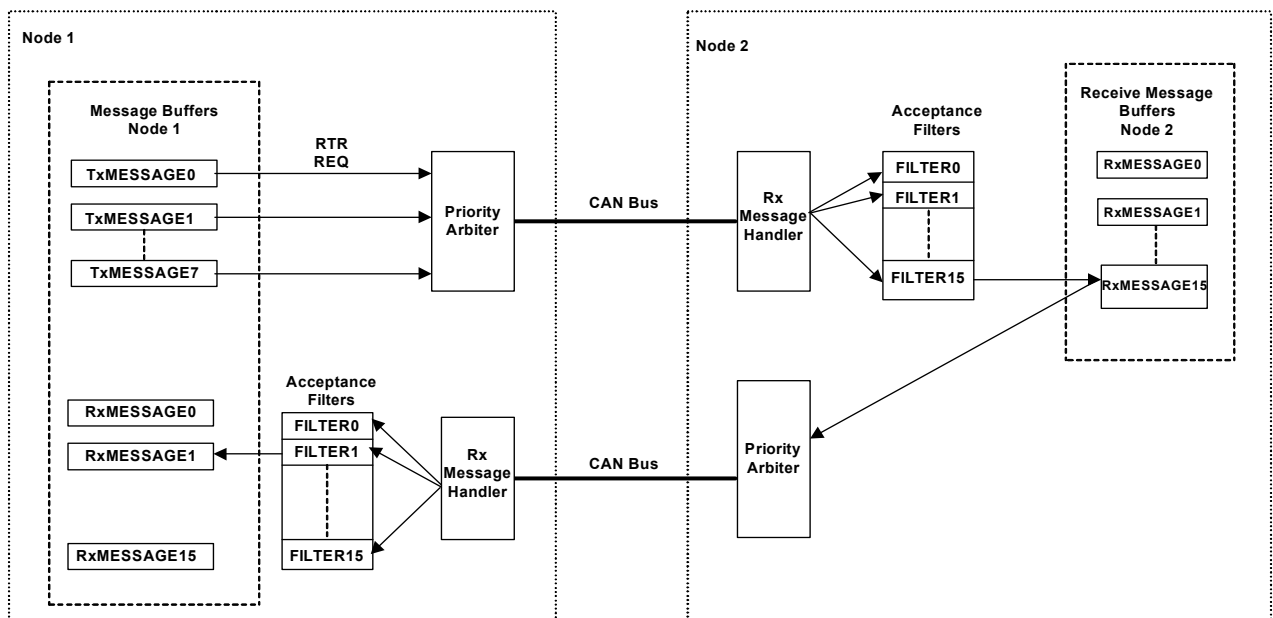 Node 1
Message Buffers
Node 1
TxMESSAGE0
TxMESSAGE1
TxMESSAGE7
RTR
REQ
Priority
Arbiter
CAN Bus
RxMESSAGE0
RxMESSAGE1
RxMESSAGE15
Acceptance
Filters
FILTER0
FILTER1
FILTER15
Rx
Message
Handler
CAN Bus
Node 2
Rx
Message
Handler
Acceptance
Filters
FILTER0
FILTER1
FILTER15
Receive Message
Buffers
Node 2
RxMESSAGE0
RxMESSAGE1
RxMESSAGE15
Priority
Arbiter